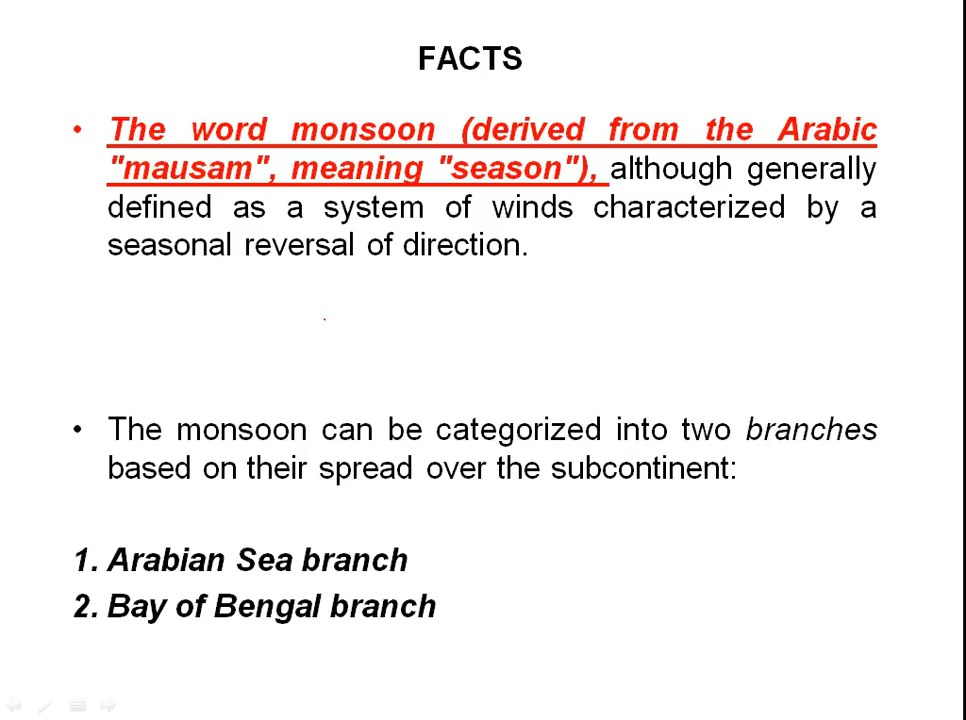 FACTS
• The word monsoon (derived from the Arabic
"mausam", meaning "season"), although generally
defined as a system of winds characterized by a
seasonal reversal of direction.
• The monsoon can be categorized into two branches
based on their spread over the subcontinent:
1. Arabian Sea branch
2. Bay of Bengal branch